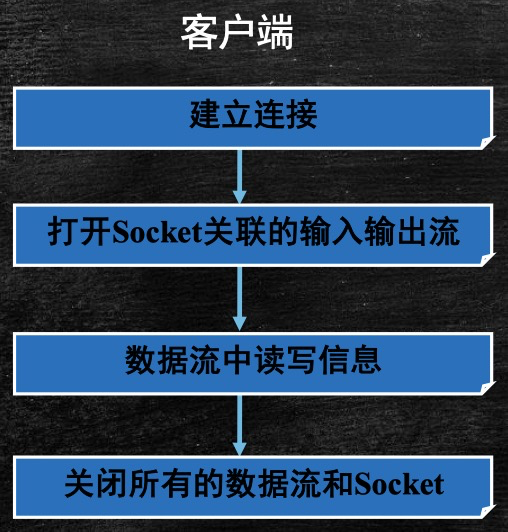 客户端
建立连接
打开Socket关联的输入输出流
数据流中读写信息
关闭所有的数据流和Socket